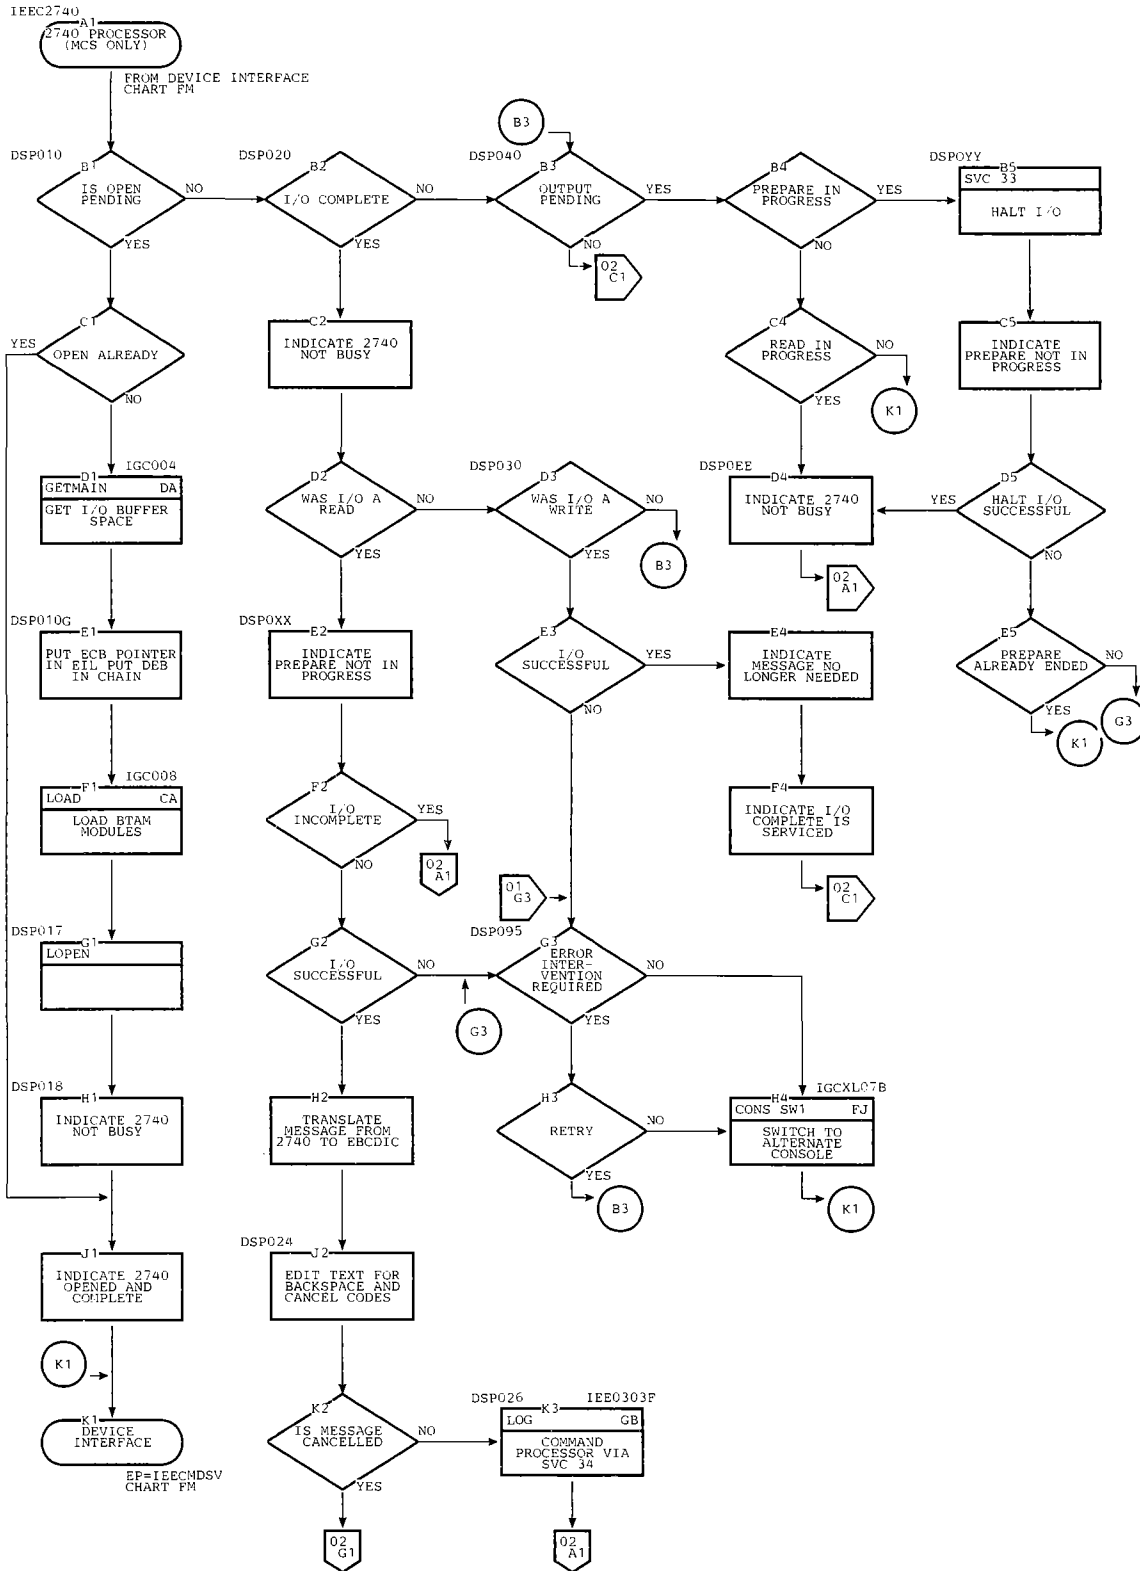 IEEC2740
A1
2740 PROCESSOR
(MCS ONLY)
FROM DEVICE INTERFACE
CHART FM
B3
DSP010
B1
IS OPEN
PENDING
NO
YES
DSP020
B2
I/O COMPLETE
NO
YES
DSP040
B3
OUTPUT
PENDING
YES
NO
02
C1
B4
PREPARE IN
PROGRESS
YES
NO
DSP0YY
B5
SVC 33
HALT I/O
C1
OPEN ALREADY
YES
NO
C2
INDICATE 2740
NOT BUSY
C4
READ IN
PROGRESS
NO
YES
K1
C5
INDICATE
PREPARE NOT IN
PROGRESS
IGC004
D1
GETMAIN DA
GET I/O BUFFER
SPACE
D2
WAS I/O A
READ
NO
YES
DSP030
D3
WAS I/O A
WRITE
NO
YES
B3
DSP0EE
D4
INDICATE 2740
NOT BUSY
02
A1
D5
HALT I/O
SUCCESSFUL
YES
NO
DSP010G
E1
PUT ECB POINTER
IN EIL PUT DEB
IN CHAIN
DSP0XX
E2
INDICATE
PREPARE NOT IN
PROGRESS
E3
I/O
SUCCESSFUL
YES
NO
E4
INDICATE
MESSAGE NO
LONGER NEEDED
E5
PREPARE
ALREADY ENDED
NO
YES
K1
G3
IGC008
F1
LOAD CA
LOAD BTAM
MODULES
F2
I/O
INCOMPLETE
YES
NO
02
A1
F4
INDICATE I/O
COMPLETE IS
SERVICED
02
C1
01
G3
DSP017
G1
LOPEN
G2
I/O
SUCCESSFUL
NO
YES
G3
DSP095
G3
ERROR
INTER-
VENTION
REQUIRED
NO
YES
DSP018
H1
INDICATE 2740
NOT BUSY
H2
TRANSLATE
MESSAGE FROM
2740 TO EBCDIC
H3
RETRY
NO
YES
B3
IGCXL07B
H4
CONS SW1 FJ
SWITCH TO
ALTERNATE
CONSOLE
K1
J1
INDICATE 2740
OPENED AND
COMPLETE
DSP024
J2
EDIT TEXT FOR
BACKSPACE AND
CANCEL CODES
K1
K1
DEVICE
INTERFACE
EP=IEECMDSV
CHART FM
K2
IS MESSAGE
CANCELLED
NO
YES
02
G1
DSP026
IEE0303F
K3
LOG GB
COMMAND
PROCESSOR VIA
SVC 34
02
A1